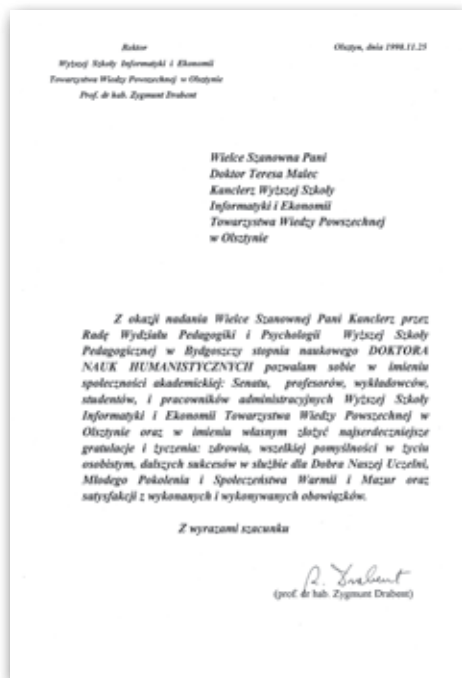 Rektor
Olsztyn, dnia 1998.11.25
Wyższej Szkoły Informatyki i Ekonomii
Towarzystwa Wiedzy Powszechnej w Olsztynie
Prof. dr hab. Zygmunt Drabent
Wielce Szanowna Pani
Doktor Teresa Malec
Kanclerz Wyższej Szkoły
Informatyki i Ekonomii
Towarzystwa Wiedzy Powszechnej
w Olsztynie
Z okazji nadania Wielce Szanownej Pani Kanclerz przez
Radę Wydziału Pedagogiki i Psychologii Wyższej Szkoły
Pedagogicznej w Bydgoszczy stopnia naukowego DOKTORA
NAUK HUMANISTYCZNYCH pozwalam sobie w imieniu
społeczności akademickiej: Senatu, profesorów, wykładowców,
studentów, i pracowników administracyjnych Wyższej Szkoły
Informatyki i Ekonomii Towarzystwa Wiedzy Powszechnej w
Olsztynie oraz w imieniu własnym złożyć najserdeczniejsze
gratulacje i życzenia: zdrowia, wszelkiej pomyślności w życiu
osobistym, dalszych sukcesów w służbie dla Dobra Naszej Uczelni,
Młodego Pokolenia i Społeczeństwa Warmii i Mazur oraz
satysfakcji z wykonanych i wykonywanych obowiązków.
Z wyrazami szacunku
Drabent
(prof. dr hab. Zygmunt Drabent)